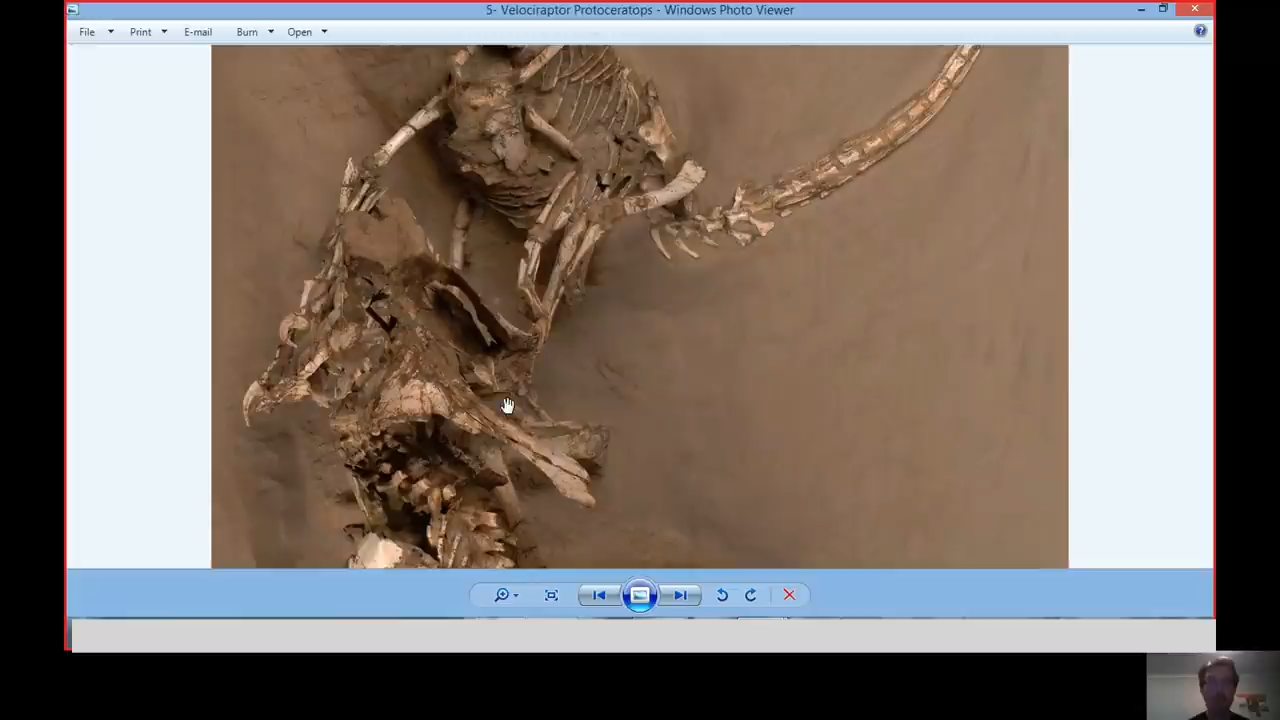 5- Velociraptor Protoceratops - Windows Photo Viewer
File Print E-mail Burn Open